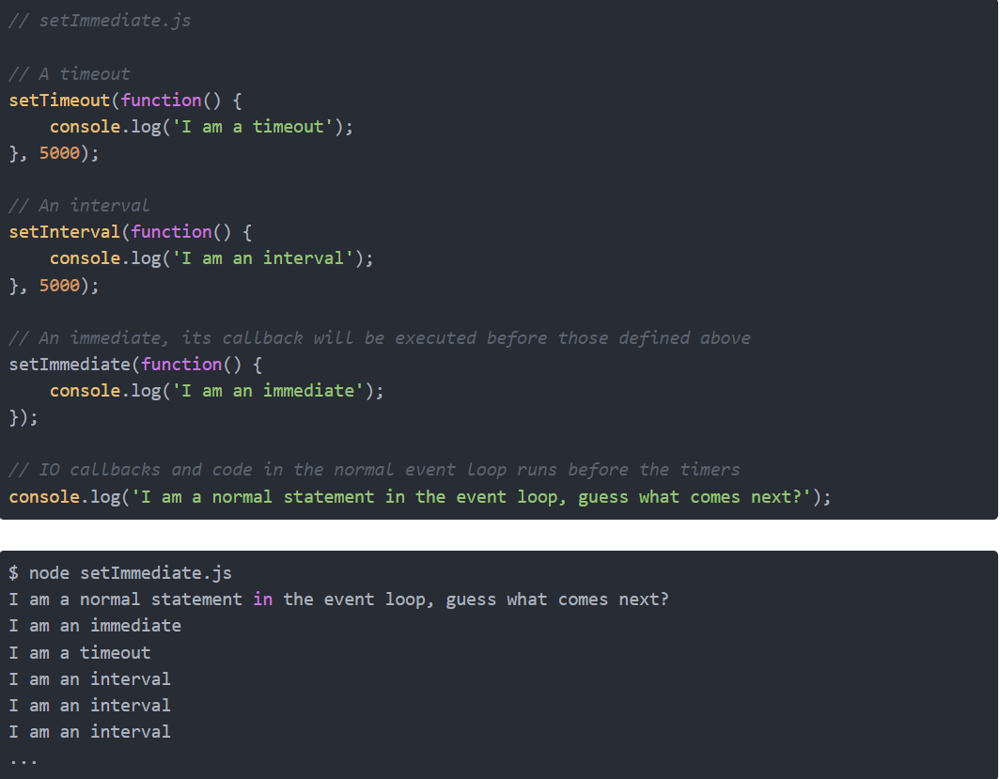 // setImmediate.js
// A timeout
setTimeout(function() {
    console.log('I am a timeout');
}, 5000);
// An interval
setInterval(function() {
    console.log('I am an interval');
}, 5000);
// An immediate, its callback will be executed before those defined above
setImmediate(function() {
    console.log('I am an immediate');
});
// IO callbacks and code in the normal event loop runs before the timers
console.log('I am a normal statement in the event loop, guess what comes next?');
$ node setImmediate.js
I am a normal statement in the event loop, guess what comes next?
I am an immediate
I am a timeout
I am an interval
I am an interval
I am an interval
...